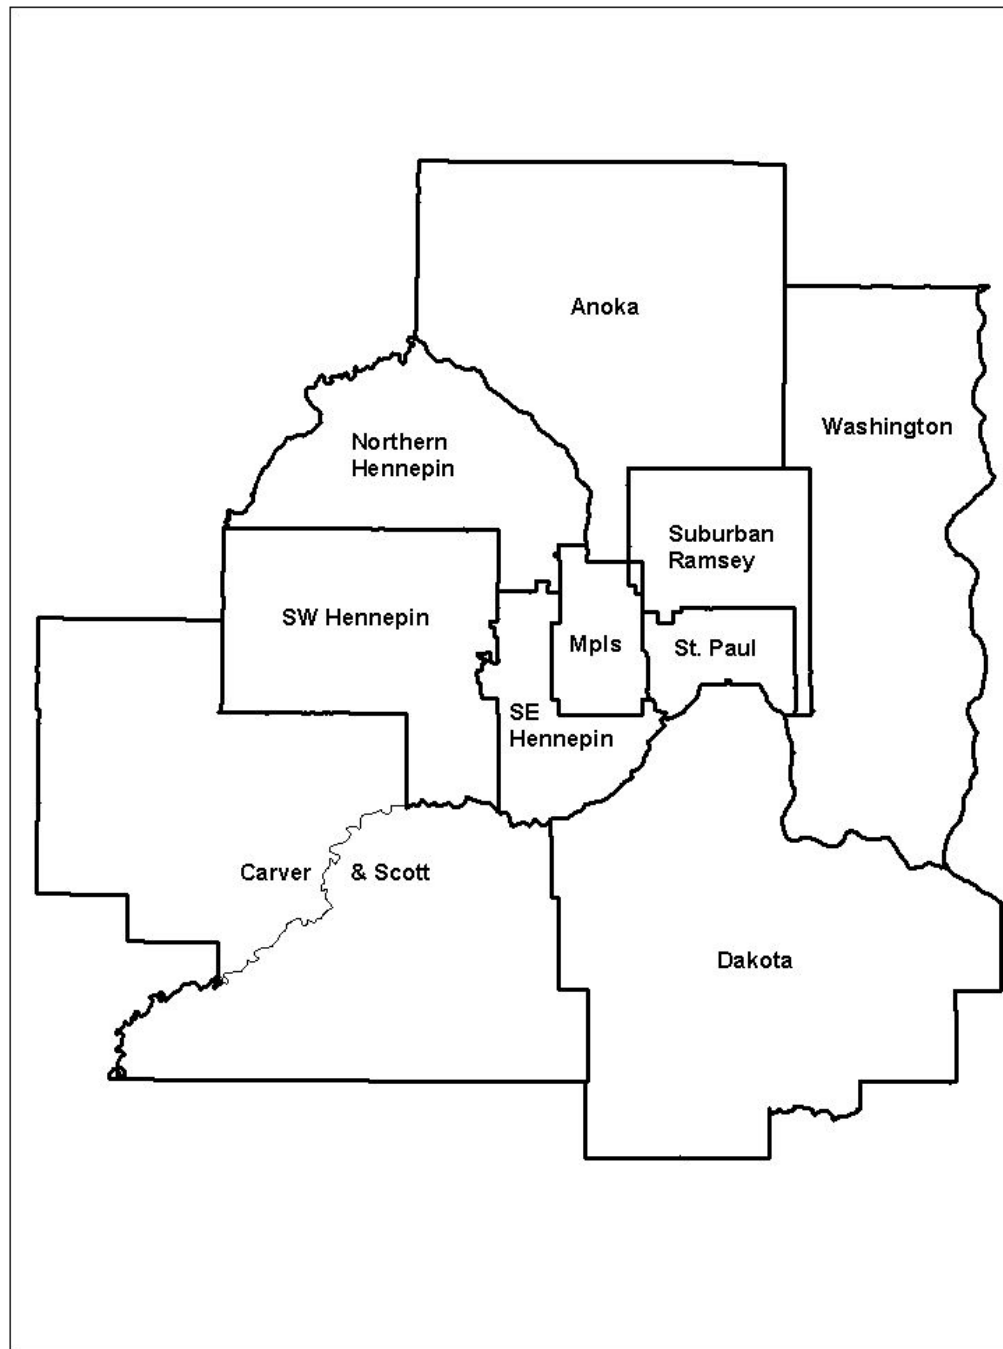 Anoka
Washington
Northern
Hennepin
Suburban
Ramsey
SW Hennepin
Mpls
St. Paul
SE
Hennepin
Carver & Scott
Dakota